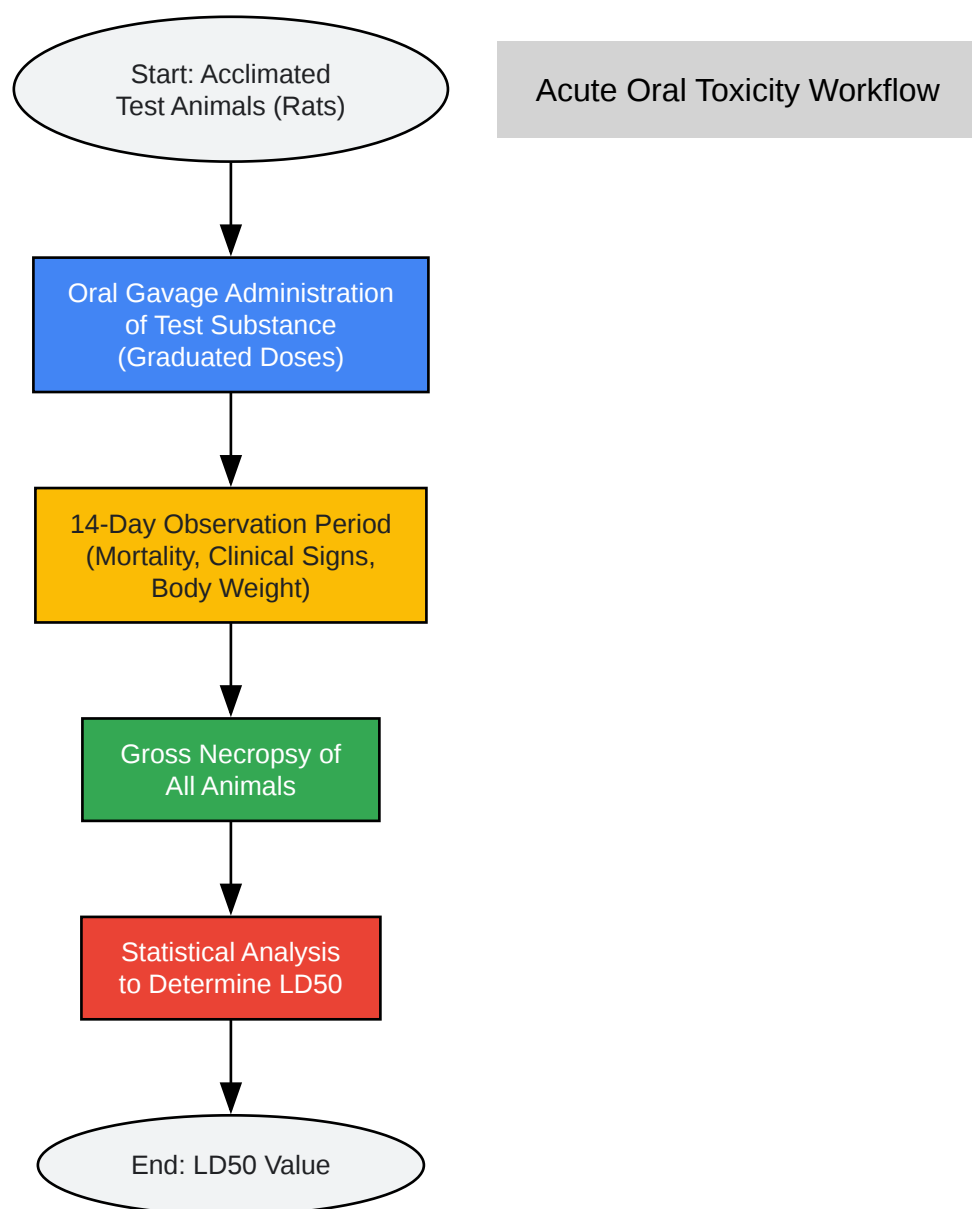 Start: Acclimated
Test Animals (Rats)
Acute Oral Toxicity Workflow
Oral Gavage Administration
of Test Substance
(Graduated Doses)
14-Day Observation Period
(Mortality, Clinical Signs,
Body Weight)
Gross Necropsy of
All Animals
Statistical Analysis
to Determine LD50
End: LD50 Value